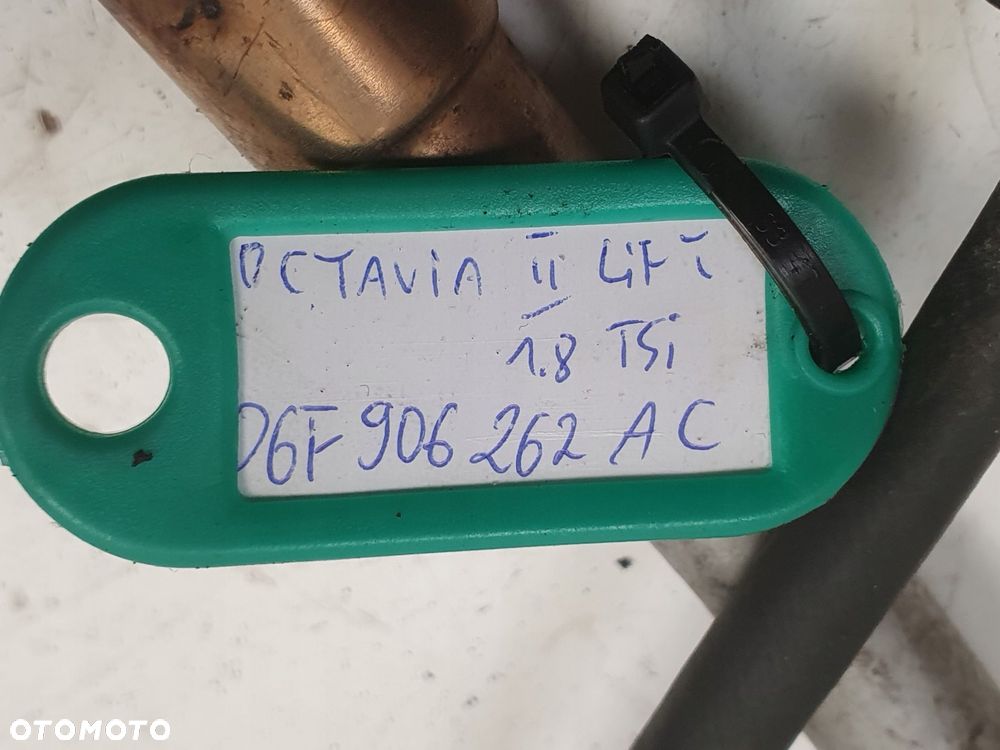 OCTAVIA II LIFT
1.8 TSi
06F 906 262 AC
OTOMOTO